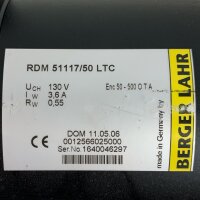 RDM 51117/50 LTC
UCH 130 V
Enc 50 - 500 O T A
IW 3,6 A
RW 0,55
DOM 11.05.06
0012566025000
Ser.No. 1640046297
BERGER LAHR
made in Germany